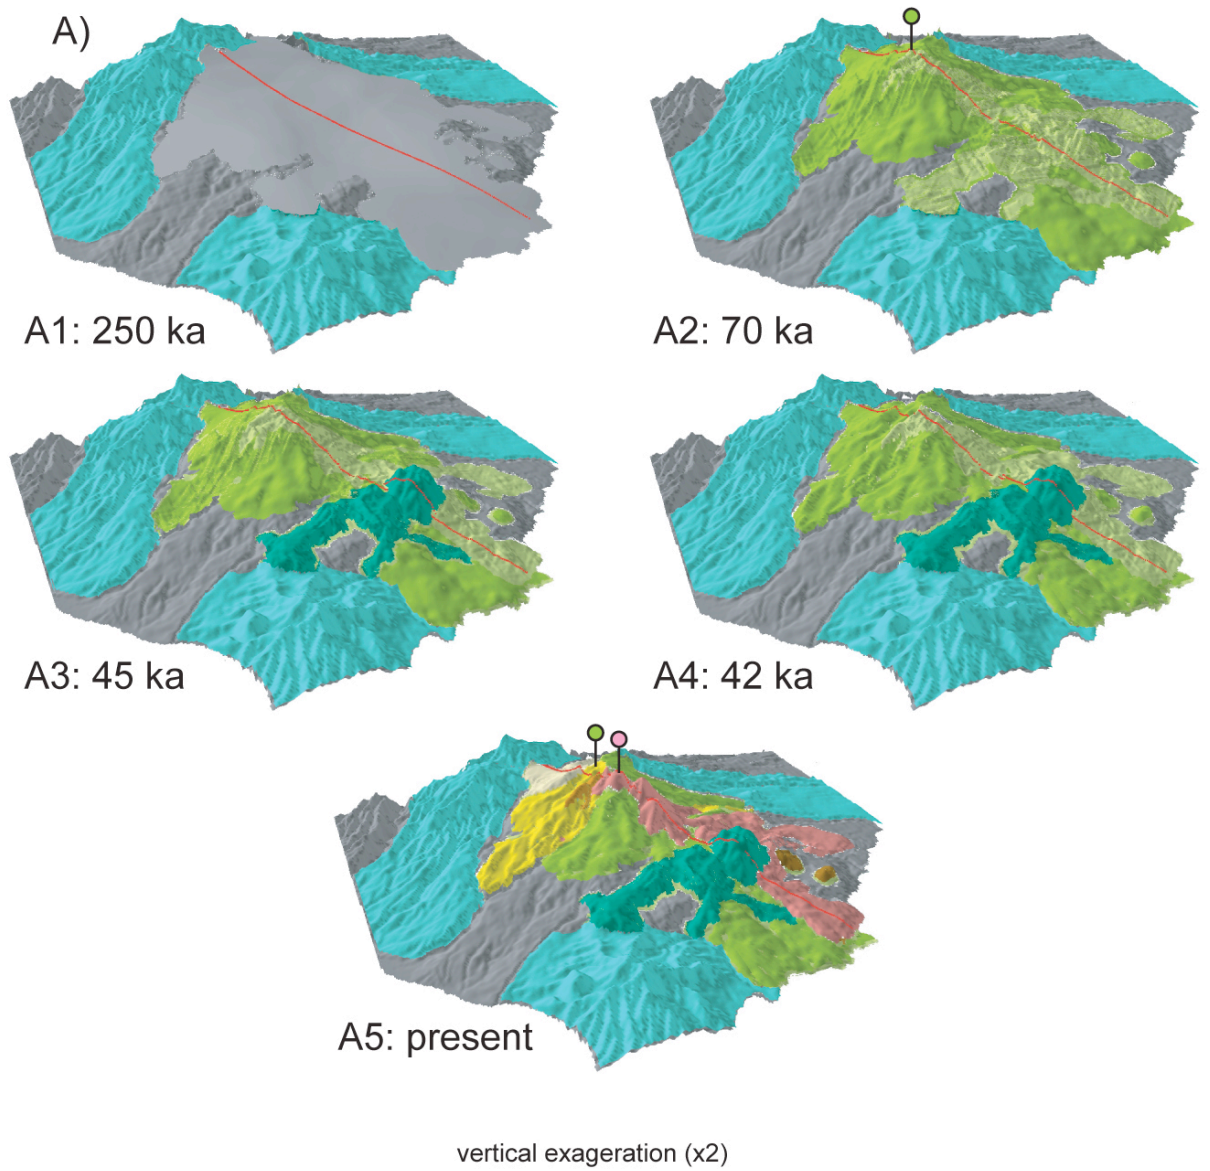 A)
A1: 250 ka
A2: 70 ka
A3: 45 ka
A4: 42 ka
A5: present
vertical exageration (x2)